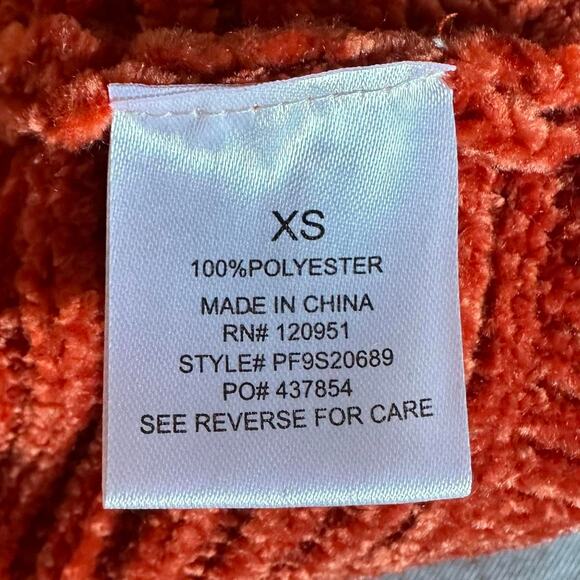 XS
100%POLYESTER
MADE IN CHINA
RN# 120951
STYLE# PF9S20689
PO# 437854
SEE REVERSE FOR CARE